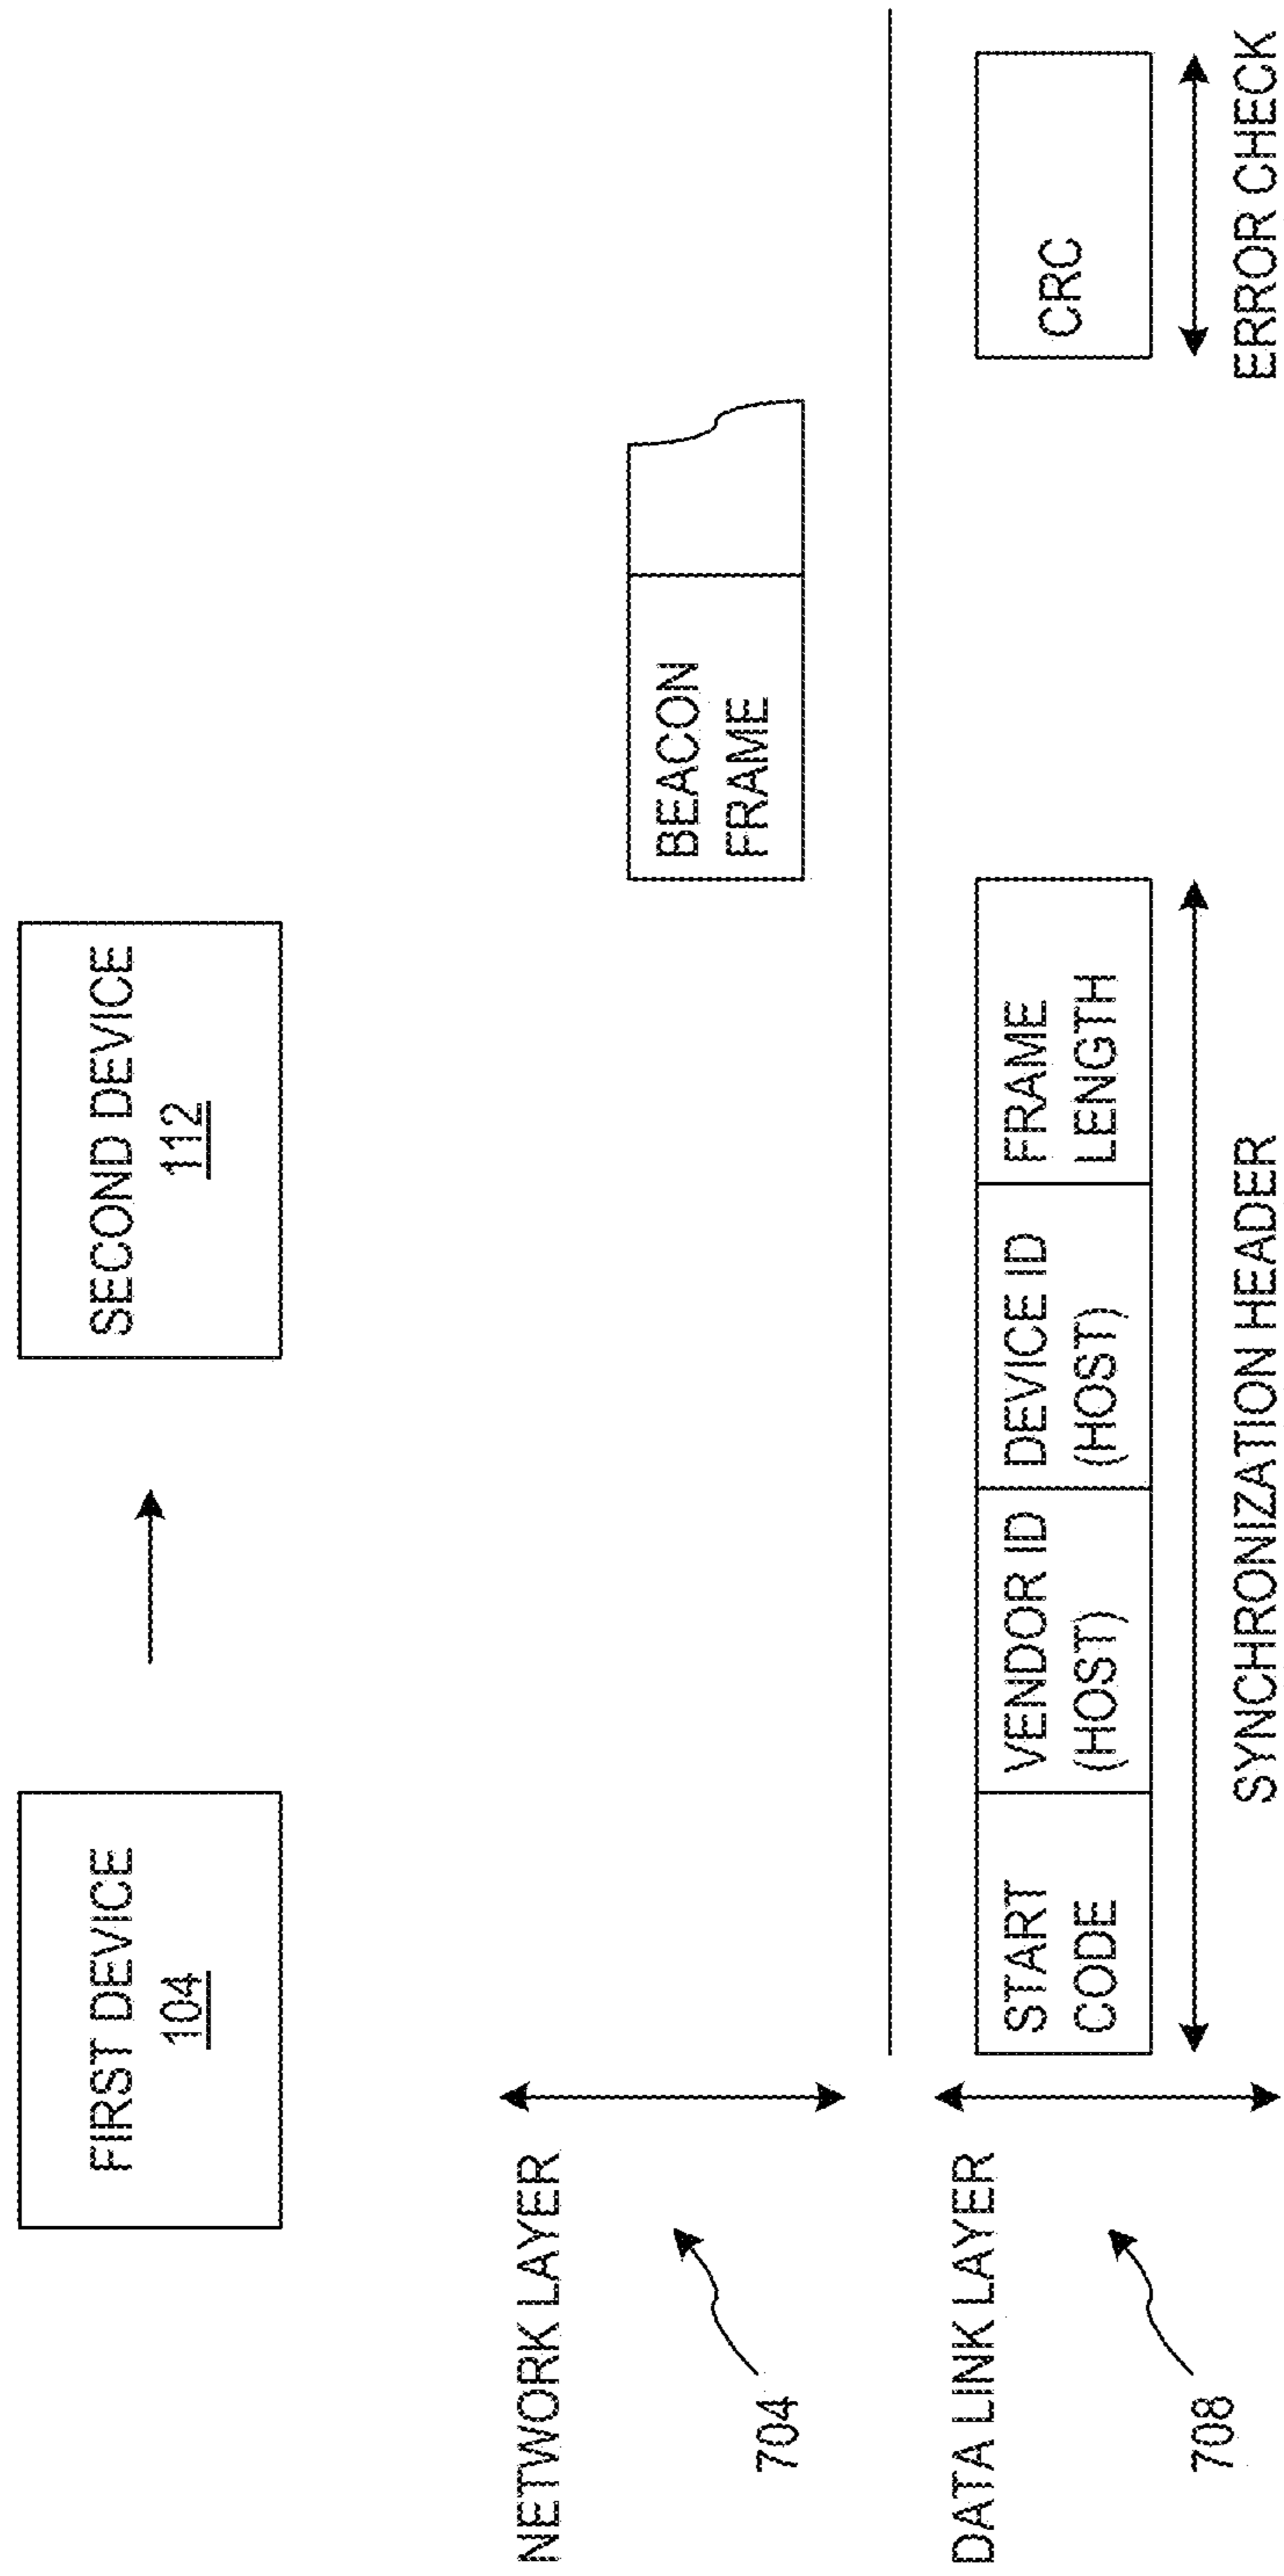 FIRST DEVICE
104
SECOND DEVICE
112
NETWORK LAYER
704
BEACON
FRAME
DATA LINK LAYER
708
START
CODE
VENDOR ID
(HOST)
DEVICE ID
(HOST)
FRAME
LENGTH
CRC
SYNCHRONIZATION HEADER
ERROR CHECK